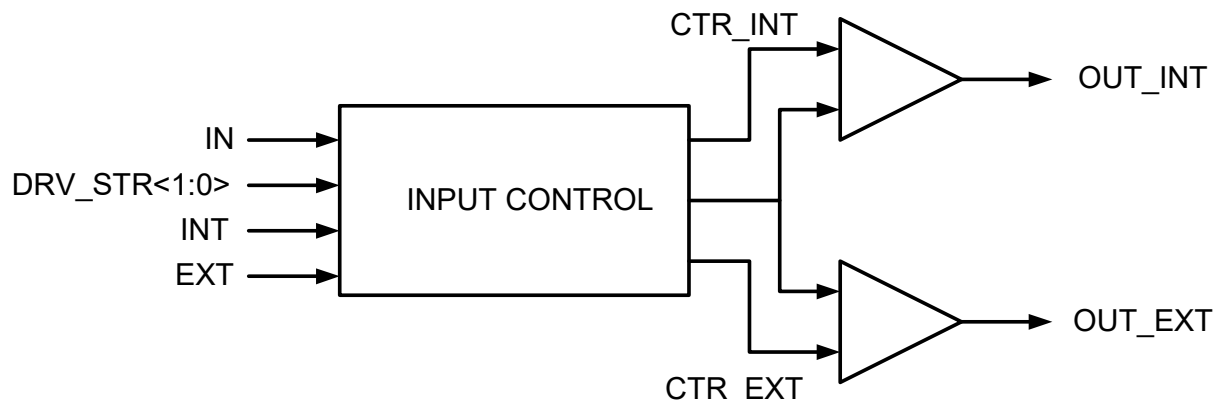 CTR_INT
OUT_INT
IN
DRV_STR<1:0>
INPUT CONTROL
INT
EXT
OUT_EXT
CTR_EXT